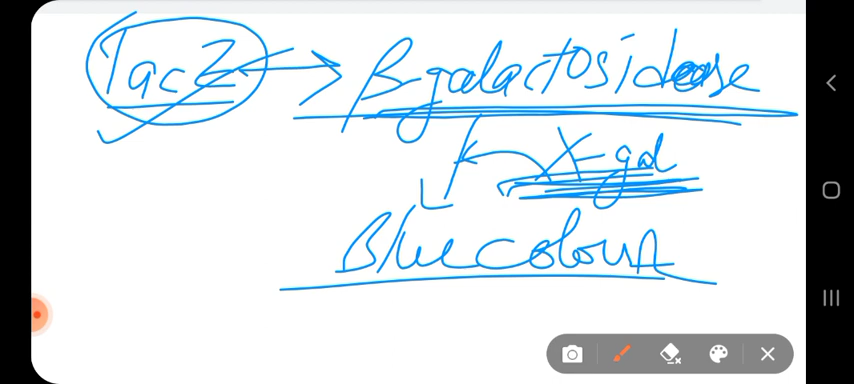 lacZ → β-galactosidase
X-gal
Blue colour